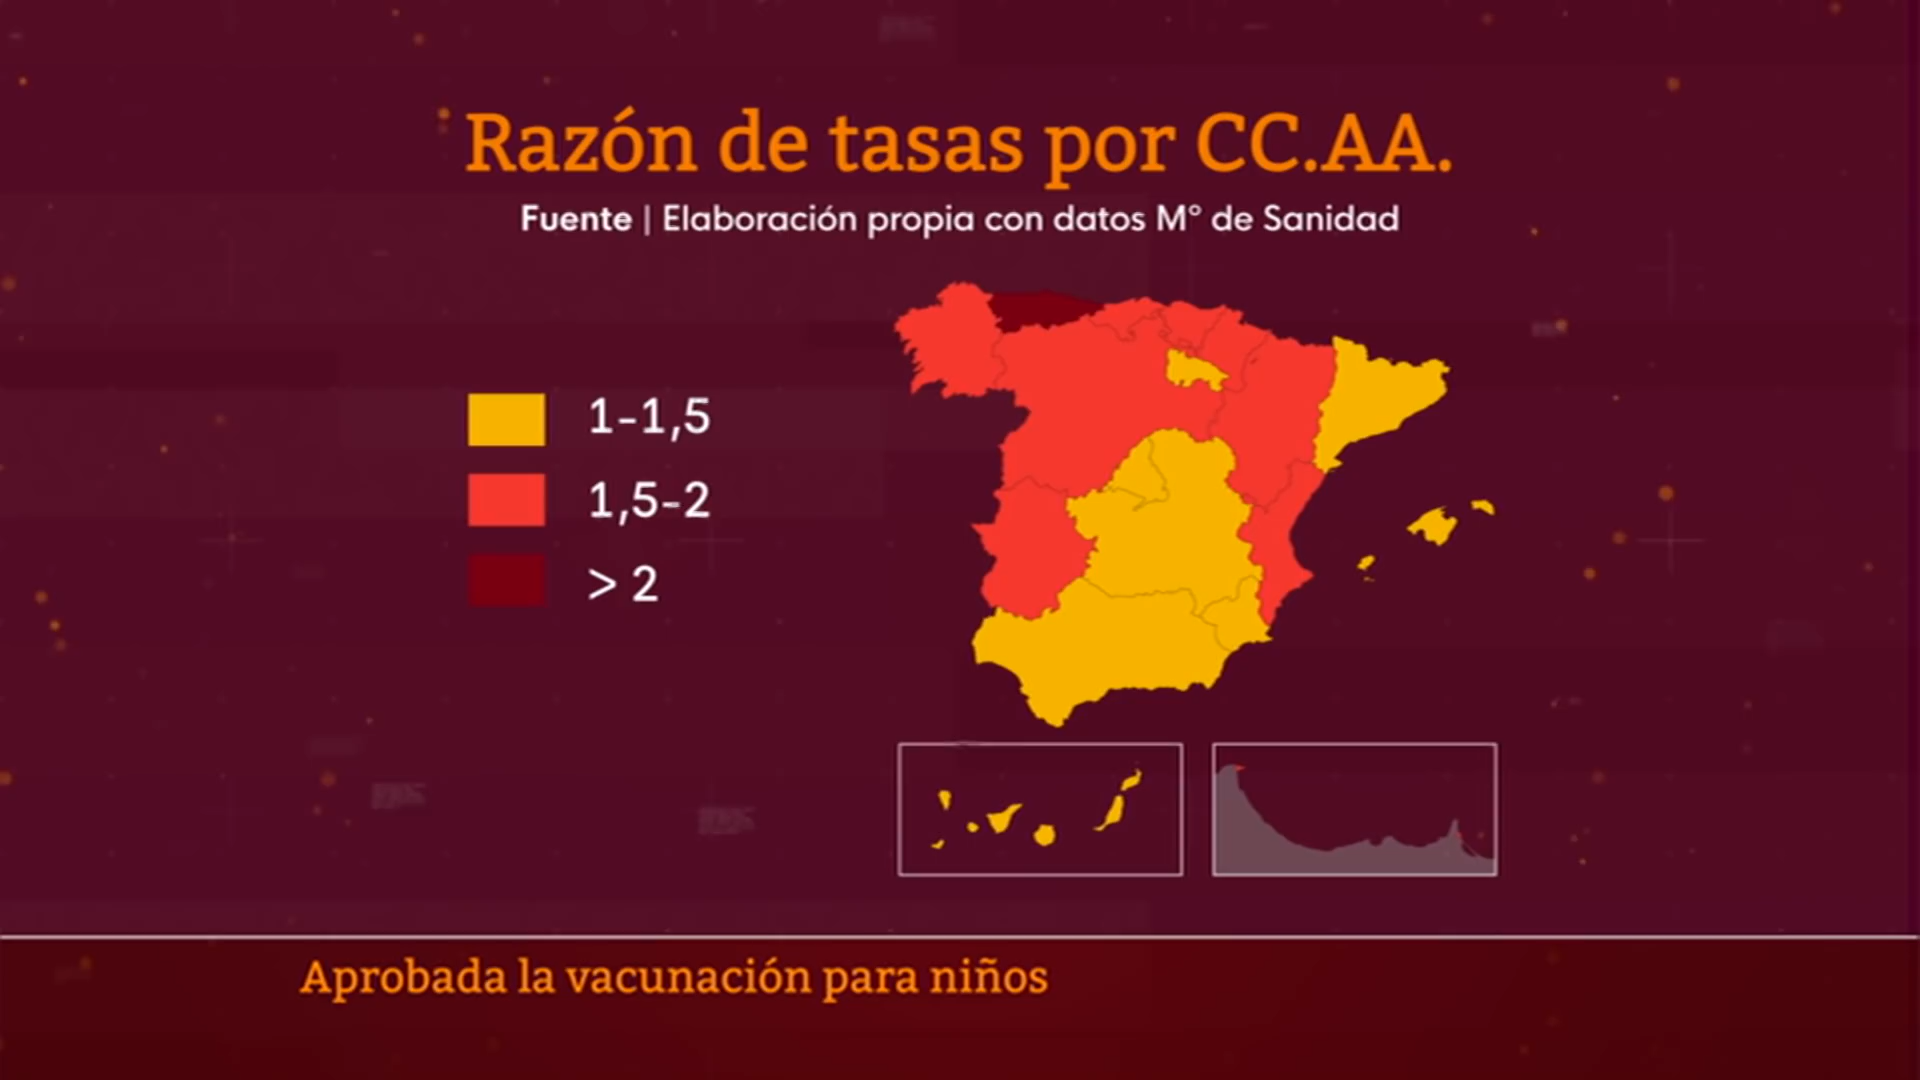 Razón de tasas por CC.AA.
Fuente | Elaboración propia con datos Mº de Sanidad
1-1,5
1,5-2
> 2
Aprobada la vacunación para niños